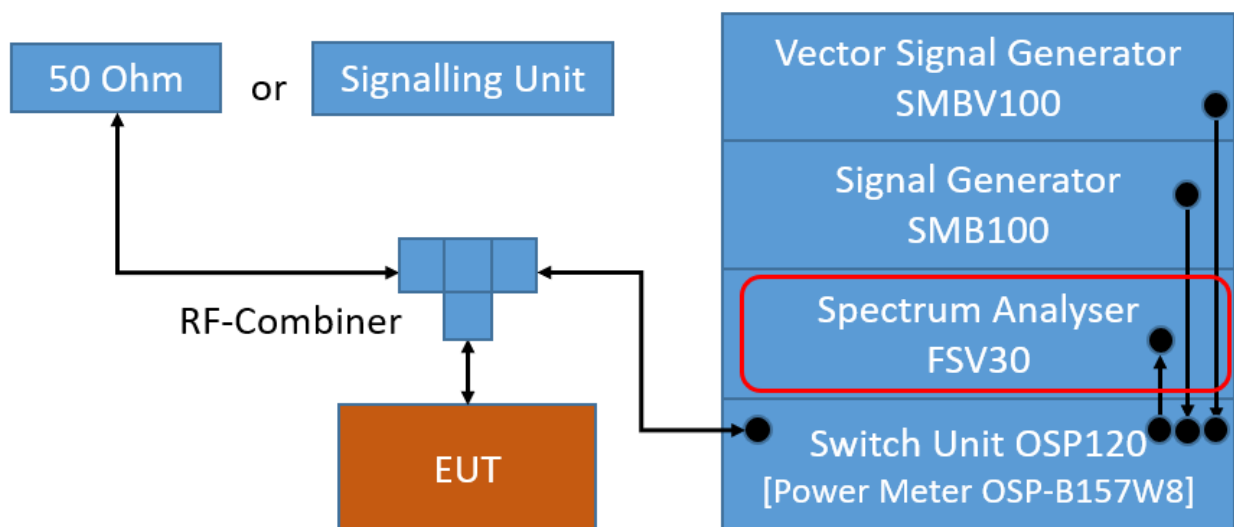 50 Ohm
or
Signalling Unit
RF-Combiner
EUT
Vector Signal Generator
SMBV100
Signal Generator
SMB100
Spectrum Analyser
FSV30
Switch Unit OSP120
[Power Meter OSP-B157W8]